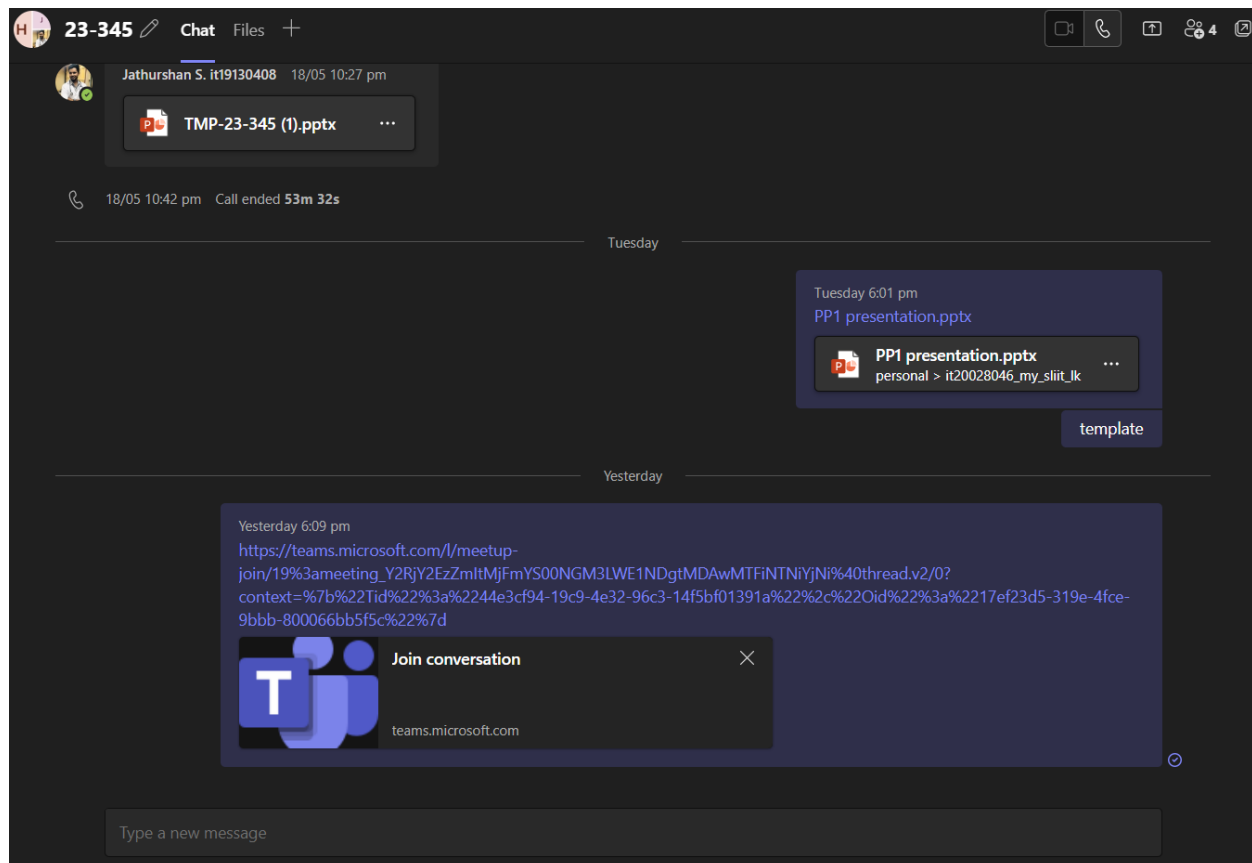 H
23-345 Chat Files
4
Jathurshan S. it19130408 18/05 10:27 pm
TMP-23-345 (1).pptx
18/05 10:42 pm Call ended 53m 32s
Tuesday
Tuesday 6:01 pm
PP1 presentation.pptx
PP1 presentation.pptx
personal > it20028046_my_sliit_lk
template
Yesterday
Yesterday 6:09 pm
https://teams.microsoft.com/l/meetup-
join/19%3ameeting_Y2RjY2EzZmItMjFmYS00NGM3LWE1NDgtMDAwMTFiNTNiYjNi%40thread.v2/0?
context=%7b%22Tid%22%3a%2244e3cf94-19c9-4e32-96c3-14f5bf01391a%22%2c%22Oid%22%3a%2217ef23d5-319e-4fce-
9bbb-800066bb5f5c%22%7d
Join conversation
teams.microsoft.com
Type a new message